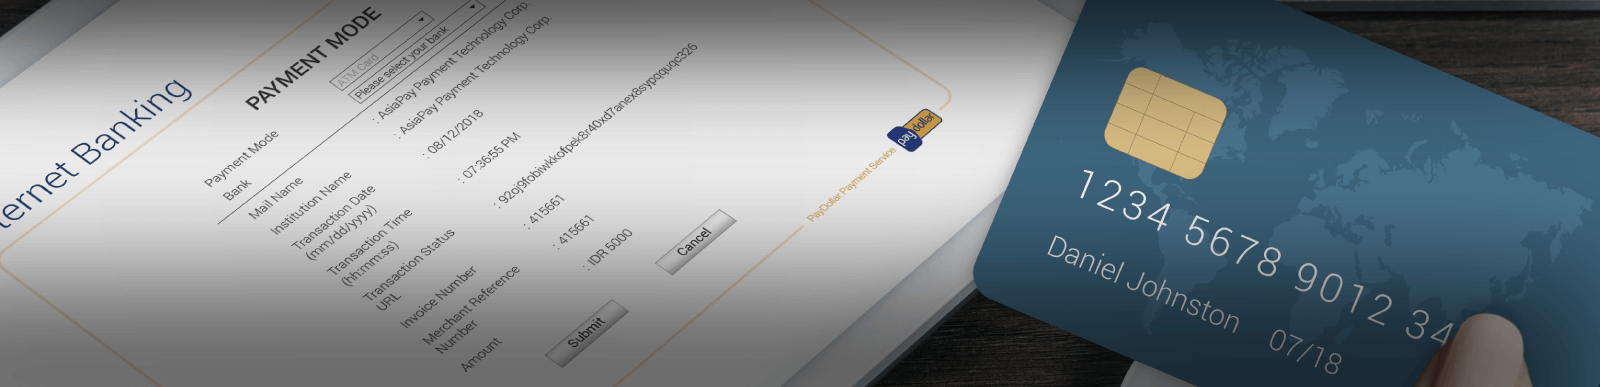 ternet Banking
PAYMENT MODE
Payment Mode
ATM Card
Bank
Please select your bank
Mail Name : AsiaPay Payment Technology Corp.
Institution Name : AsiaPay Payment Technology Corp.
Transaction Date : 08/12/2018
(mm/dd/yyyy)
Transaction Time : 07:36:55 PM
(hh:mm:ss)
Transaction Status : 92oj9fobiwkkofpek8r40xd7anex8sypqquqc326
URL
Invoice Number : 415661
Merchant Reference : 415661
Number
Amount : IDR 5000
Submit Cancel
PayDollar Payment Service
paydollar
1234 5678 9012 34
Daniel Johnston 07/18